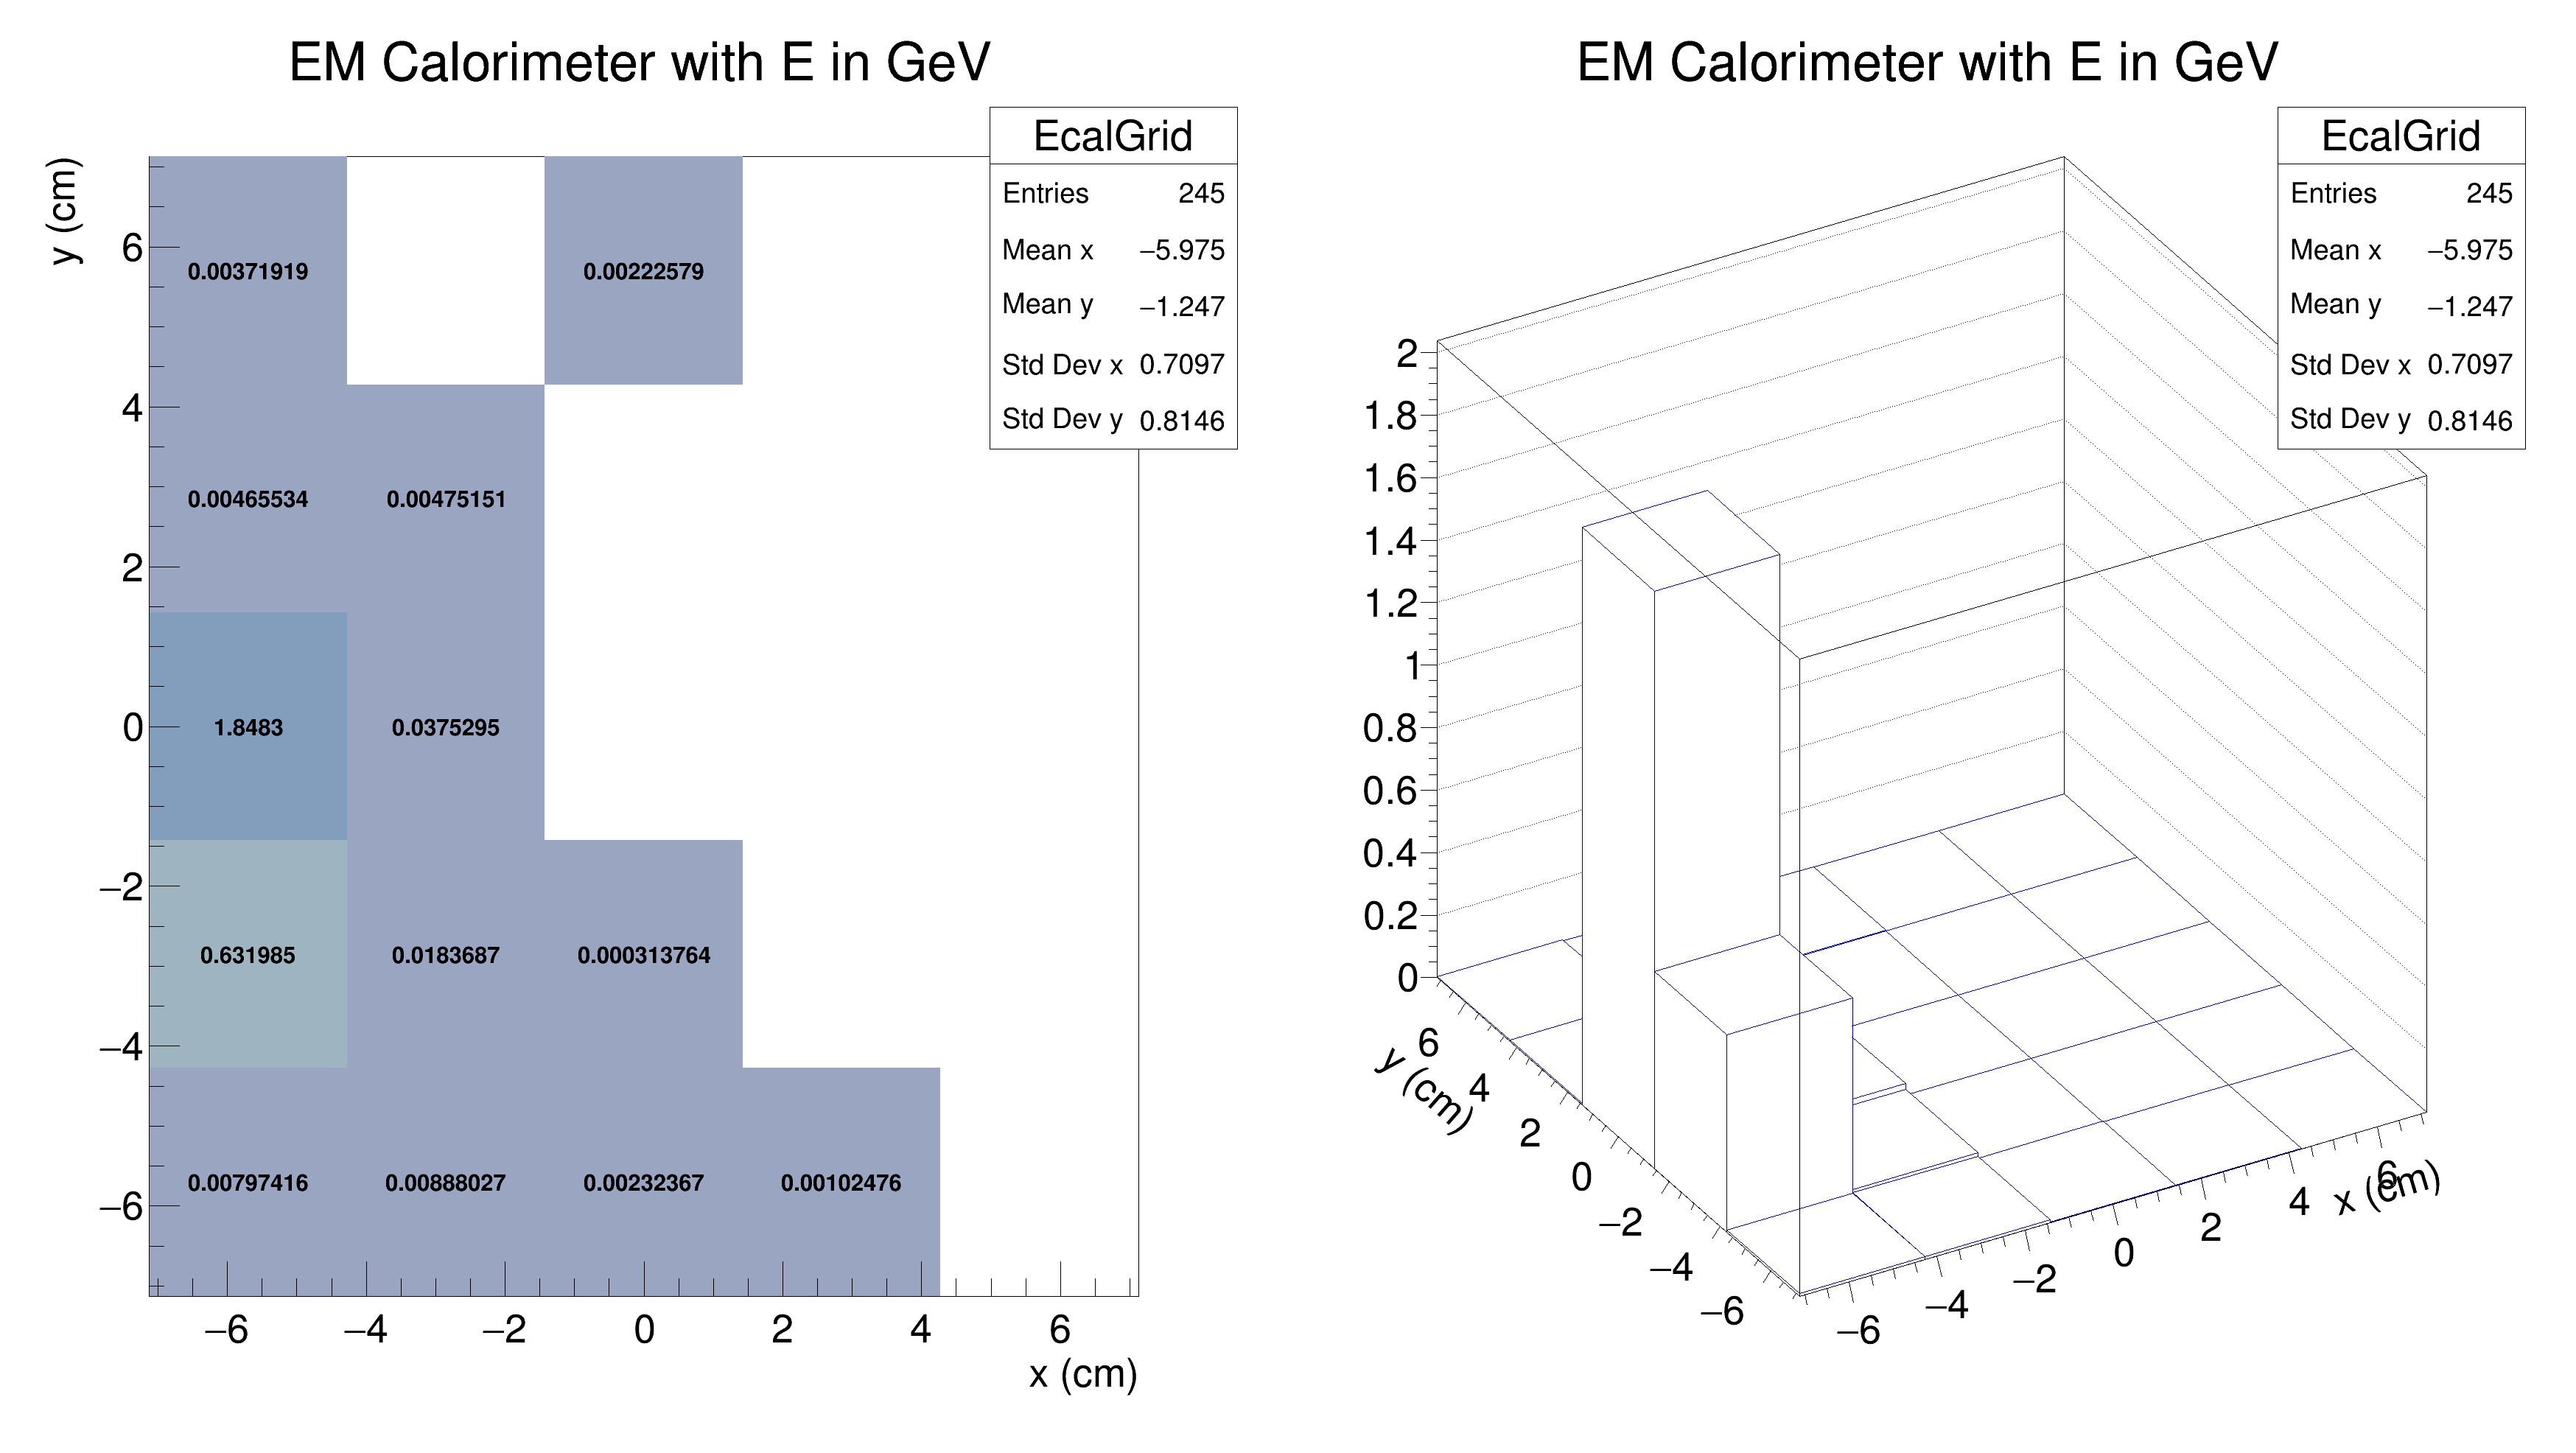 EM Calorimeter with E in GeV
EcalGrid
Entries 245
Mean x −5.975
Mean y −1.247
Std Dev x 0.7097
Std Dev y 0.8146
y (cm)
6
4
2
0
−2
−4
−6
0.00371919 0.00222579
0.00465534 0.00475151
1.8483 0.0375295
0.631985 0.0183687 0.000313764
0.00797416 0.00888027 0.00232367 0.00102476
−6 −4 −2 0 2 4 6
x (cm)
EM Calorimeter with E in GeV
EcalGrid
Entries 245
Mean x −5.975
Mean y −1.247
Std Dev x 0.7097
Std Dev y 0.8146
2
1.8
1.6
1.4
1.2
1
0.8
0.6
0.4
0.2
0
y (cm)
6
4
2
0
−2
−4
−6
−6 −4 −2 0 2 4 6
x (cm)